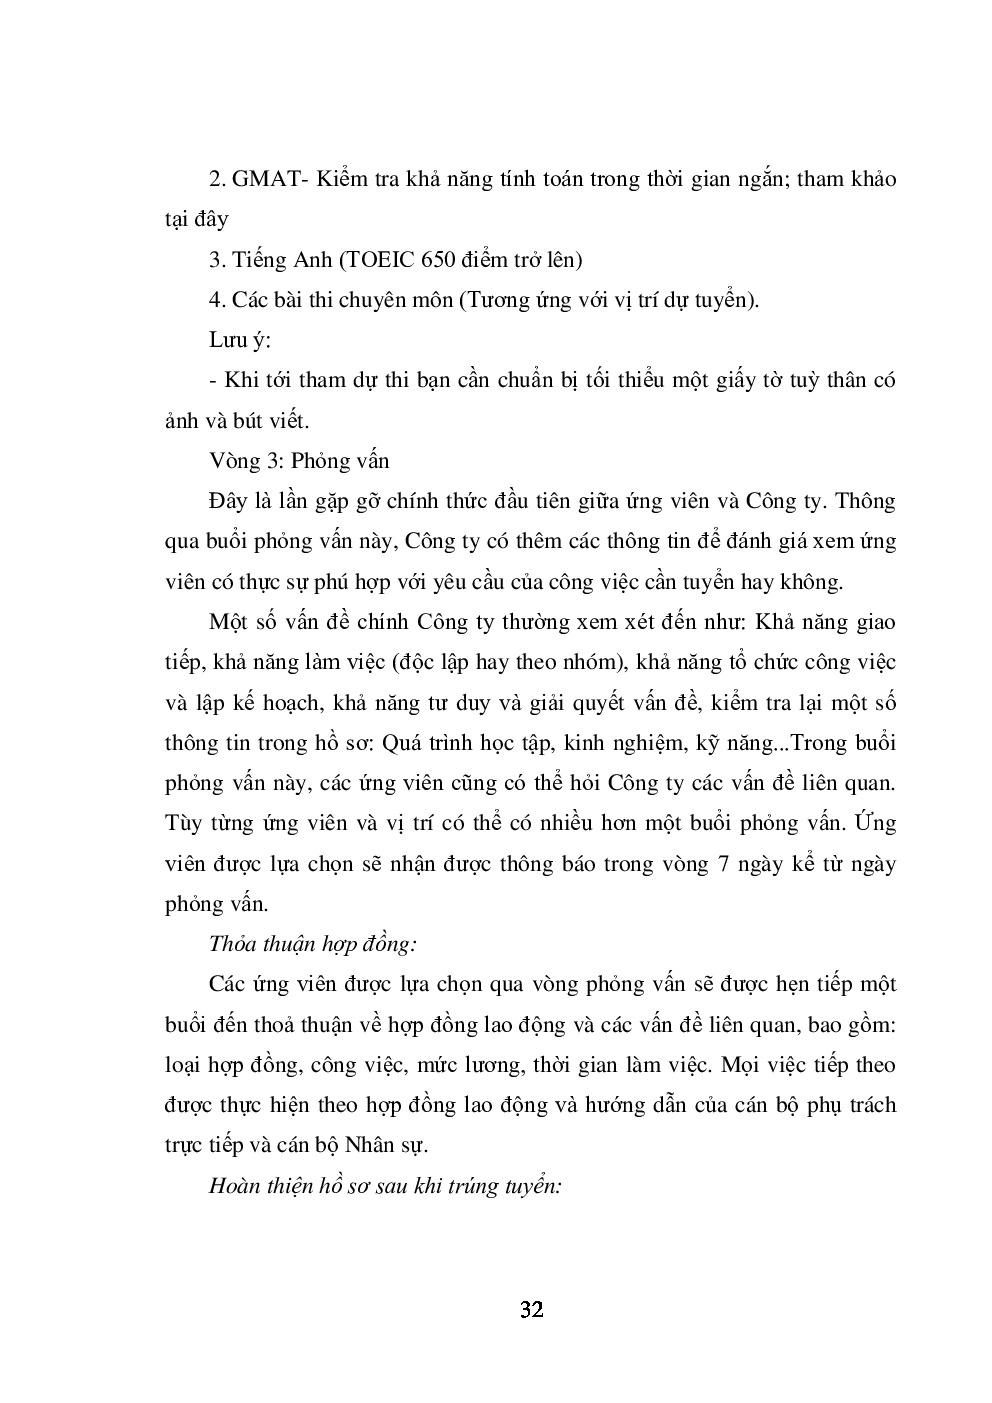 2. GMAT- Kiểm tra khả năng tính toán trong thời gian ngắn; tham khảo
tại đây
3. Tiếng Anh (TOEIC 650 điểm trở lên)
4. Các bài thi chuyên môn (Tương ứng với vị trí dự tuyển).
Lưu ý:
- Khi tới tham dự thi bạn cần chuẩn bị tối thiểu một giấy tờ tuỳ thân có
ảnh và bút viết.
Vòng 3: Phỏng vấn
Đây là lần gặp gỡ chính thức đầu tiên giữa ứng viên và Công ty. Thông
qua buổi phỏng vấn này, Công ty có thêm các thông tin để đánh giá xem ứng
viên có thực sự phú hợp với yêu cầu của công việc cần tuyển hay không.
Một số vấn đề chính Công ty thường xem xét đến như: Khả năng giao
tiếp, khả năng làm việc (độc lập hay theo nhóm), khả năng tổ chức công việc
và lập kế hoạch, khả năng tư duy và giải quyết vấn đề, kiểm tra lại một số
thông tin trong hồ sơ: Quá trình học tập, kinh nghiệm, kỹ năng...Trong buổi
phỏng vấn này, các ứng viên cũng có thể hỏi Công ty các vấn đề liên quan.
Tùy từng ứng viên và vị trí có thể có nhiều hơn một buổi phỏng vấn. Ứng
viên được lựa chọn sẽ nhận được thông báo trong vòng 7 ngày kể từ ngày
phỏng vấn.
Thỏa thuận hợp đồng:
Các ứng viên được lựa chọn qua vòng phỏng vấn sẽ được hẹn tiếp một
buổi đến thoả thuận về hợp đồng lao động và các vấn đề liên quan, bao gồm:
loại hợp đồng, công việc, mức lương, thời gian làm việc. Mọi việc tiếp theo
được thực hiện theo hợp đồng lao động và hướng dẫn của cán bộ phụ trách
trực tiếp và cán bộ Nhân sự.
Hoàn thiện hồ sơ sau khi trúng tuyển:
32